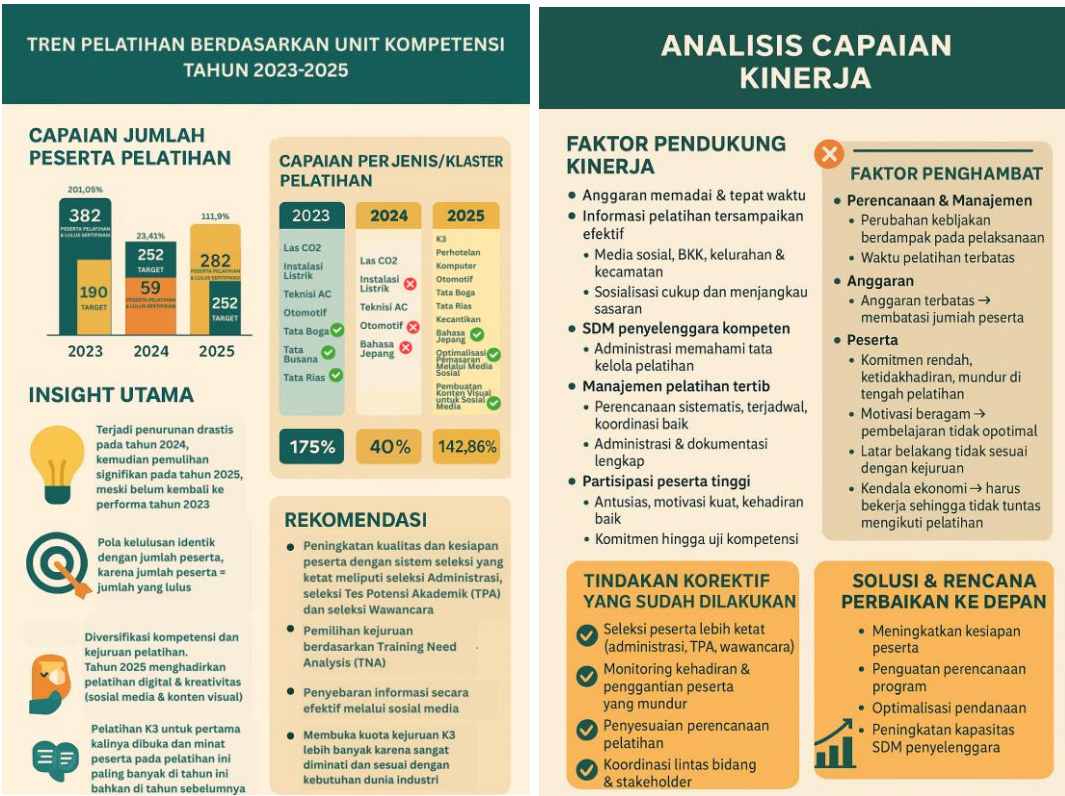 TREN PELATIHAN BERDASARKAN UNIT KOMPETENSI
TAHUN 2023-2025
CAPAIAN JUMLAH
PESERTA PELATIHAN
201,05%
382
PESERTA PELATIHAN
& LULUS SERTIFIKASI
190
TARGET
2023
23,41%
252
TARGET
59
PESERTA PELATIHAN
& LULUS SERTIFIKASI
2024
111,9%
282
PESERTA PELATIHAN
& LULUS SERTIFIKASI
252
TARGET
2025
INSIGHT UTAMA
Terjadi penurunan drastis
pada tahun 2024,
kemudian pemulihan
signifikan pada tahun 2025,
meski belum kembali ke
performa tahun 2023
Pola kelulusan identik
dengan jumlah peserta,
karena jumlah peserta =
jumlah yang lulus
Diversifikasi kompetensi dan
kejuruan pelatihan.
Tahun 2025 menghadirkan
pelatihan digital & kreativitas
(sosial media & konten visual)
Pelatihan K3 untuk pertama
kalinya dibuka dan minat
peserta pada pelatihan ini
paling banyak di tahun ini
bahkan di tahun sebelumnya
CAPAIAN PER JENIS/KLASTER
PELATIHAN
2023
Las CO2
Instalasi
Listrik
Teknisi AC
Otomotif
Tata Boga
Tata
Busana
Tata Rias
175%
2024
Las CO2
Instalasi
Listrik
Teknisi AC
Otomotif
Bahasa
Jepang
40%
2025
K3
Perhotelan
Komputer
Otomotif
Tata Boga
Tata Rias
Kecantikan
Bahasa
Jepang
Optimalisasi
Pemasaran
Melalui Media
Sosial
Pembuatan
Konten Visual
untuk Sosial
Media
142,86%
REKOMENDASI
• Peningkatan kualitas dan kesiapan
peserta dengan sistem seleksi yang
ketat meliputi seleksi Administrasi,
seleksi Tes Potensi Akademik (TPA)
dan seleksi Wawancara
• Pemilihan kejuruan
berdasarkan Training Need
Analysis (TNA)
• Penyebaran informasi secara
efektif melalui sosial media
• Membuka kuota kejuruan K3
lebih banyak karena sangat
diminati dan sesuai dengan
kebutuhan dunia industri
ANALISIS CAPAIAN
KINERJA
FAKTOR PENDUKUNG
KINERJA
• Anggaran memadai & tepat waktu
• Informasi pelatihan tersampaikan
efektif
• Media sosial, BKK, kelurahan &
kecamatan
• Sosialisasi cukup dan menjangkau
sasaran
• SDM penyelenggara kompeten
• Administrasi memahami tata
kelola pelatihan
• Manajemen pelatihan tertib
• Perencanaan sistematis, terjadwal,
koordinasi baik
• Administrasi & dokumentasi
lengkap
• Partisipasi peserta tinggi
• Antusias, motivasi kuat, kehadiran
baik
• Komitmen hingga uji kompetensi
FAKTOR PENGHAMBAT
• Perencanaan & Manajemen
• Perubahan kebljakan
berdampak pada pelaksanaan
• Waktu pelatihan terbatas
• Anggaran
• Anggaran terbatas →
membatasi jumiah peserta
• Peserta
• Komitmen rendah,
ketidakhadiran, mundur di
tengah pelatihan
• Motivasi beragam →
pembelajaran tidak opotimal
• Latar belakang tidak sesuai
dengan kejuruan
• Kendala ekonomi → harus
bekerja sehingga tidak tuntas
mengikuti pelatihan
TINDAKAN KOREKTIF
YANG SUDAH DILAKUKAN
Seleksi peserta lebih ketat
(administrasi, TPA, wawancara)
Monitoring kehadiran &
penggantian peserta
yang mundur
Penyesuaian perencanaan
pelatihan
Koordinasi lintas bidang
& stakeholder
SOLUSI & RENCANA
PERBAIKAN KE DEPAN
• Meningkatkan kesiapan
peserta
• Penguatan perencanaan
program
• Optimalisasi pendanaan
• Peningkatan kapasitas
SDM penyelenggara